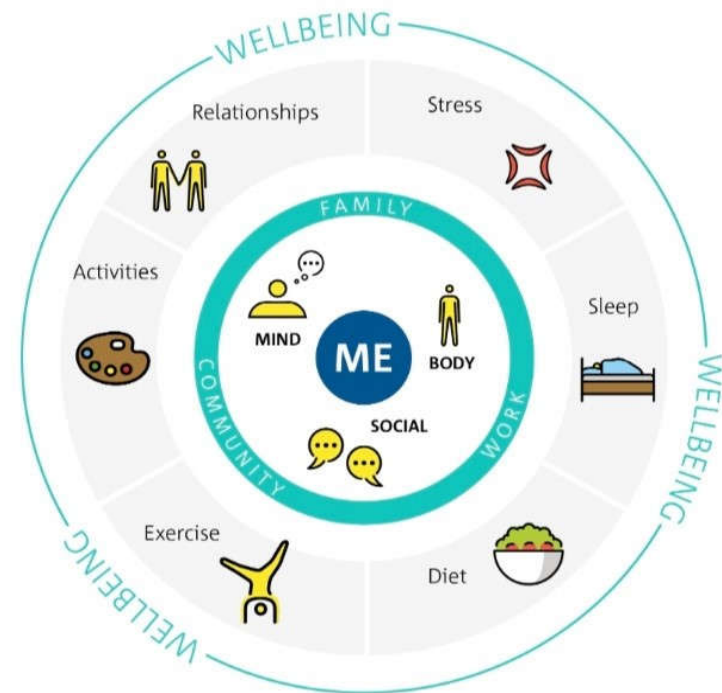 WELLBEING
Relationships
Stress
FAMILY
Activities
Sleep
MIND
ME
BODY
COMMUNITY
SOCIAL
WORK
WELLBEING
Exercise
Diet
WELLBEING